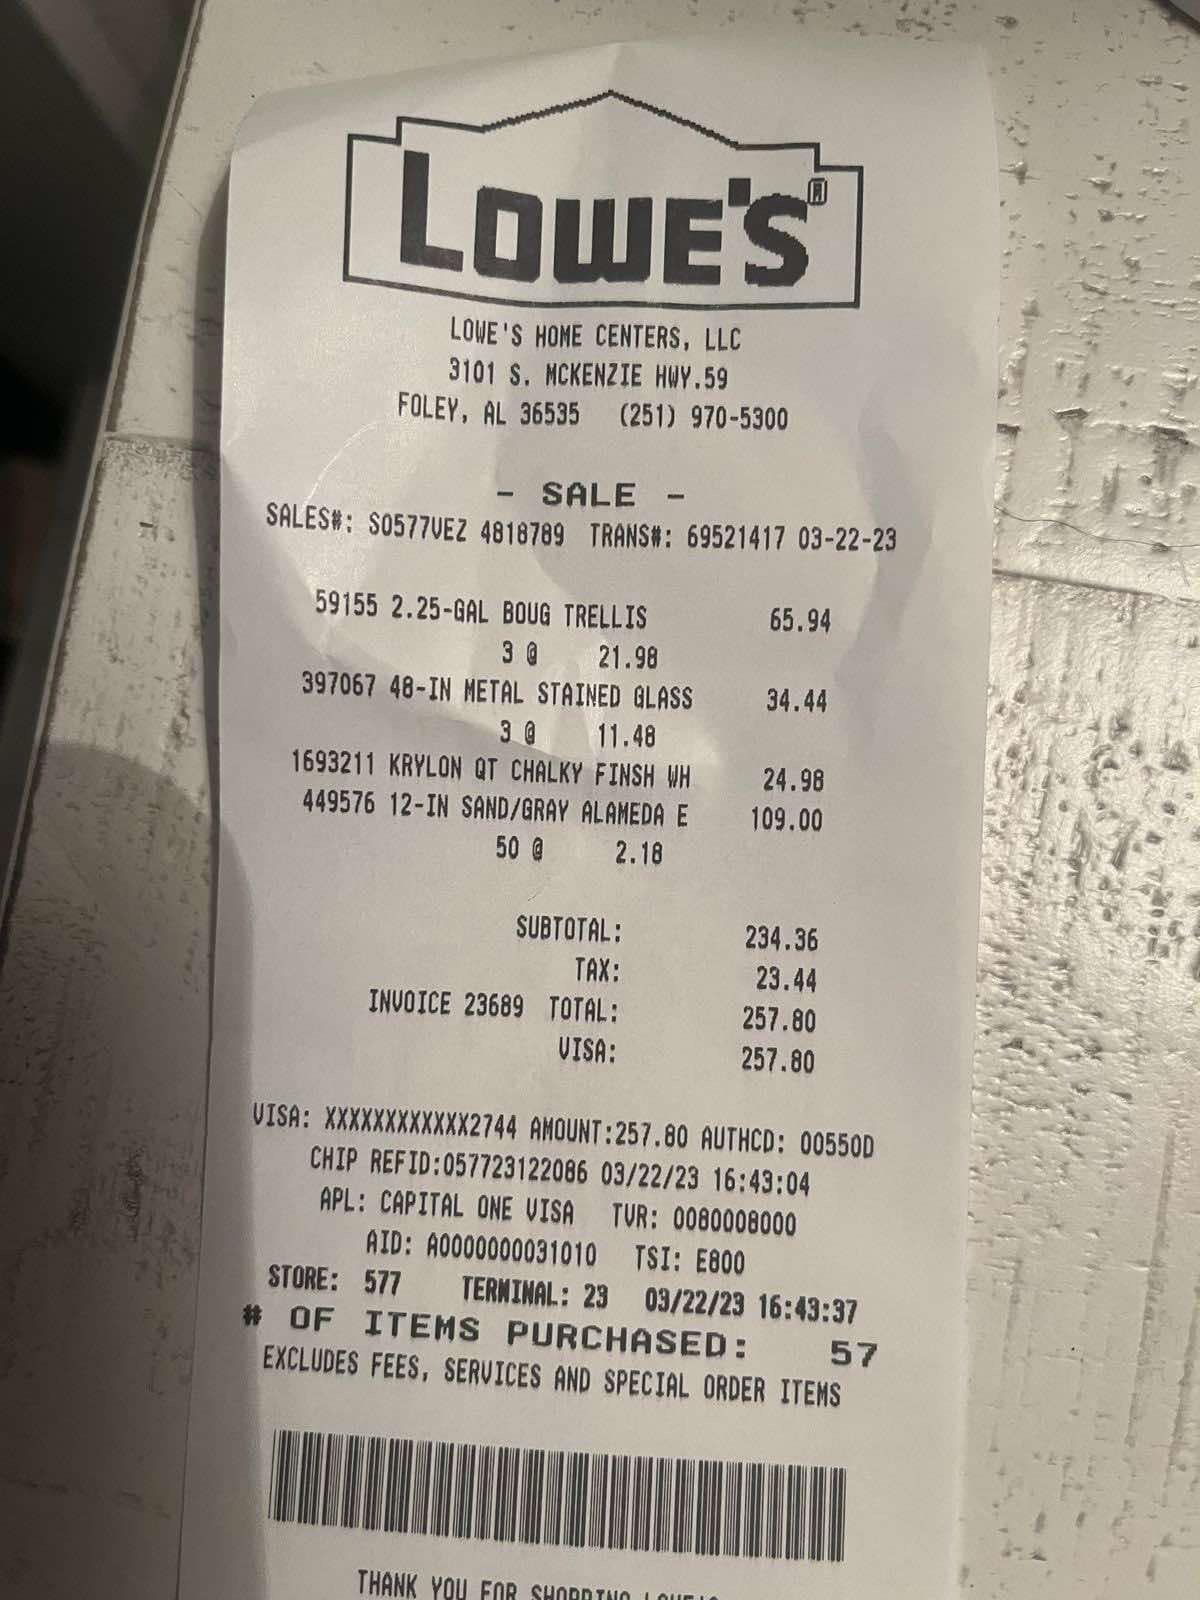 LOWE'S®
LOWE'S HOME CENTERS, LLC
3101 S. MCKENZIE HWY.59
FOLEY, AL 36535 (251) 970-5300
- SALE -
SALES#: S0577VEZ 4818789 TRANS#: 69521417 03-22-23
59155 2.25-GAL BOUG TRELLIS 65.94
3 @ 21.98
397067 48-IN METAL STAINED GLASS 34.44
3 @ 11.48
1693211 KRYLON QT CHALKY FINSH WH 24.98
449576 12-IN SAND/GRAY ALAMEDA E 109.00
50 @ 2.18
SUBTOTAL: 234.36
TAX: 23.44
INVOICE 23689 TOTAL: 257.80
VISA: 257.80
VISA: XXXXXXXXXXXX2744 AMOUNT:257.80 AUTHCD: 00550D
CHIP REFID:057723122086 03/22/23 16:43:04
APL: CAPITAL ONE VISA TVR: 0080008000
AID: A0000000031010 TSI: E800
STORE: 577 TERMINAL: 23 03/22/23 16:43:37
# OF ITEMS PURCHASED: 57
EXCLUDES FEES, SERVICES AND SPECIAL ORDER ITEMS
THANK YOU FOR SHOPPING LOWE'S